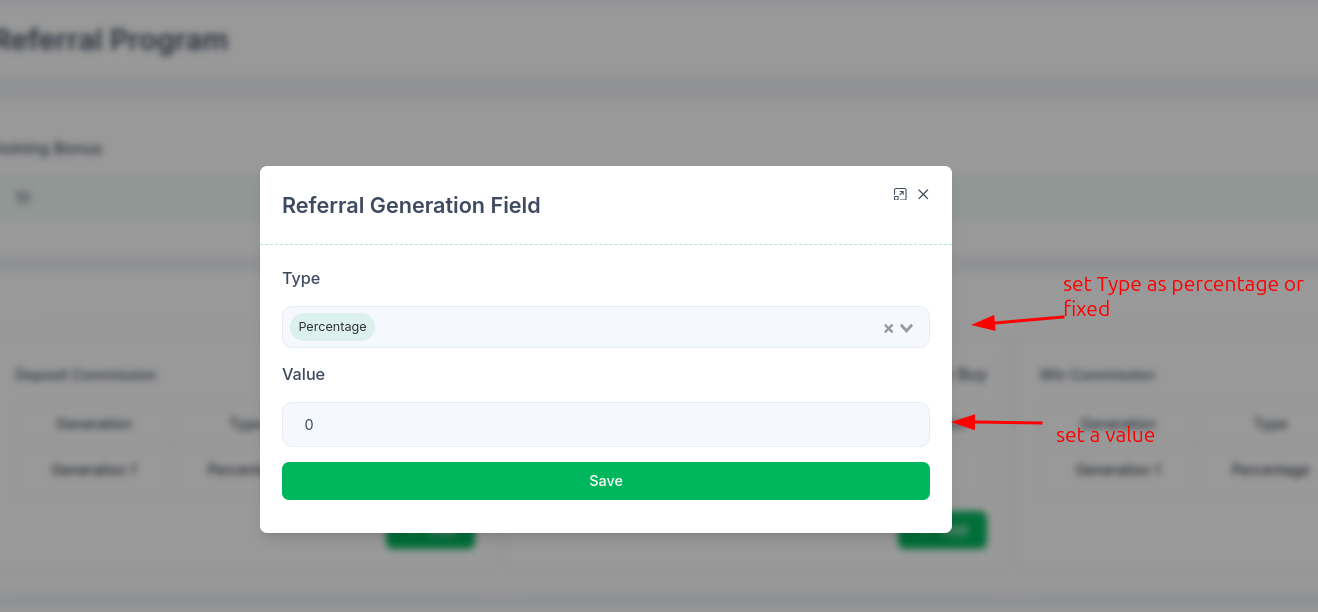 Referral Program
Joining Bonus
Referral Generation Field
Type
set Type as percentage or
fixed
Percentage
Value
Deposit Commission
Buy
Win Commission
Generation
Type
Generation
Type
0
set a value
Generation 1
Generation 1
Percentage
Save